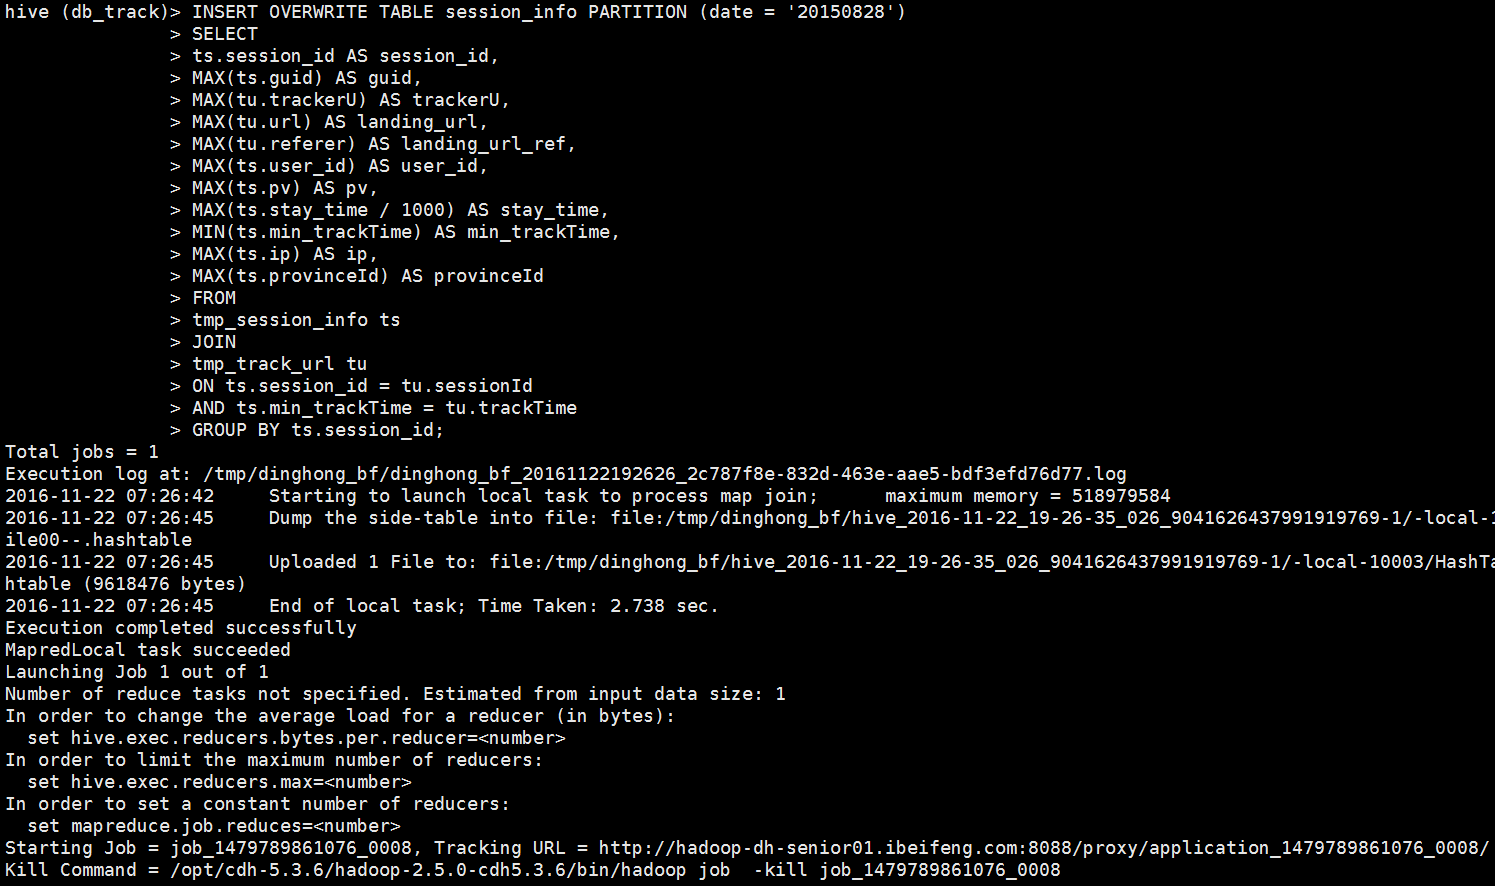 hive (db_track)> INSERT OVERWRITE TABLE session_info PARTITION (date = '20150828')
> SELECT
> ts.session_id AS session_id,
> MAX(ts.guid) AS guid,
> MAX(tu.trackerU) AS trackerU,
> MAX(tu.url) AS landing_url,
> MAX(tu.referer) AS landing_url_ref,
> MAX(ts.user_id) AS user_id,
> MAX(ts.pv) AS pv,
> MAX(ts.stay_time / 1000) AS stay_time,
> MIN(ts.min_trackTime) AS min_trackTime,
> MAX(ts.ip) AS ip,
> MAX(ts.provinceId) AS provinceId
> FROM
> tmp_session_info ts
> JOIN
> tmp_track_url tu
> ON ts.session_id = tu.sessionId
> AND ts.min_trackTime = tu.trackTime
> GROUP BY ts.session_id;
Total jobs = 1
Execution log at: /tmp/dinghong_bf/dinghong_bf_20161122192626_2c787f8e-832d-463e-aae5-bdf3efd76d77.log
2016-11-22 07:26:42     Starting to launch local task to process map join;      maximum memory = 518979584
2016-11-22 07:26:45     Dump the side-table into file: file:/tmp/dinghong_bf/hive_2016-11-22_19-26-35_026_9041626437991919769-1/-local-1
ile00--.hashtable
2016-11-22 07:26:45     Uploaded 1 File to: file:/tmp/dinghong_bf/hive_2016-11-22_19-26-35_026_9041626437991919769-1/-local-10003/HashTa
htable (9618476 bytes)
2016-11-22 07:26:45     End of local task; Time Taken: 2.738 sec.
Execution completed successfully
MapredLocal task succeeded
Launching Job 1 out of 1
Number of reduce tasks not specified. Estimated from input data size: 1
In order to change the average load for a reducer (in bytes):
  set hive.exec.reducers.bytes.per.reducer=<number>
In order to limit the maximum number of reducers:
  set hive.exec.reducers.max=<number>
In order to set a constant number of reducers:
  set mapreduce.job.reduces=<number>
Starting Job = job_1479789861076_0008, Tracking URL = http://hadoop-dh-senior01.ibeifeng.com:8088/proxy/application_1479789861076_0008/
Kill Command = /opt/cdh-5.3.6/hadoop-2.5.0-cdh5.3.6/bin/hadoop job  -kill job_1479789861076_0008